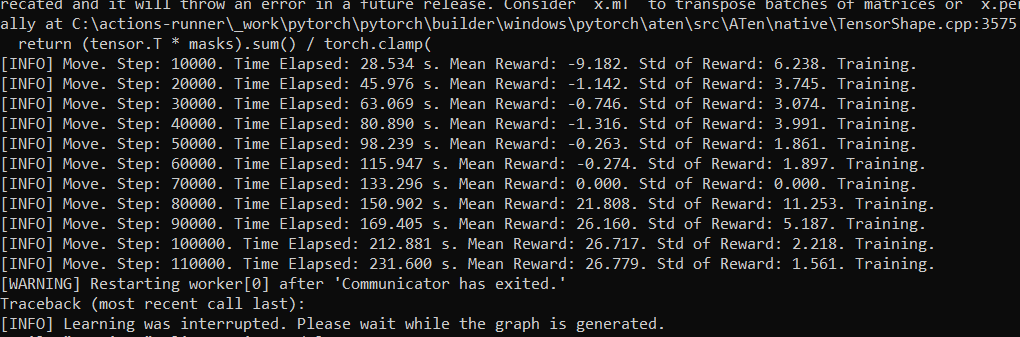 recated and it will throw an error in a future release. Consider `x.mT` to transpose batches of matrices or `x.per
ally at C:\actions-runner\_work\pytorch\pytorch\builder\windows\pytorch\aten\src\ATen\native\TensorShape.cpp:3575
return (tensor.T * masks).sum() / torch.clamp(
[INFO] Move. Step: 10000. Time Elapsed: 28.534 s. Mean Reward: -9.182. Std of Reward: 6.238. Training.
[INFO] Move. Step: 20000. Time Elapsed: 45.976 s. Mean Reward: -1.142. Std of Reward: 3.745. Training.
[INFO] Move. Step: 30000. Time Elapsed: 63.069 s. Mean Reward: -0.746. Std of Reward: 3.074. Training.
[INFO] Move. Step: 40000. Time Elapsed: 80.890 s. Mean Reward: -1.316. Std of Reward: 3.991. Training.
[INFO] Move. Step: 50000. Time Elapsed: 98.239 s. Mean Reward: -0.263. Std of Reward: 1.861. Training.
[INFO] Move. Step: 60000. Time Elapsed: 115.947 s. Mean Reward: -0.274. Std of Reward: 1.897. Training.
[INFO] Move. Step: 70000. Time Elapsed: 133.296 s. Mean Reward: 0.000. Std of Reward: 0.000. Training.
[INFO] Move. Step: 80000. Time Elapsed: 150.902 s. Mean Reward: 21.808. Std of Reward: 11.253. Training.
[INFO] Move. Step: 90000. Time Elapsed: 169.405 s. Mean Reward: 26.160. Std of Reward: 5.187. Training.
[INFO] Move. Step: 100000. Time Elapsed: 212.881 s. Mean Reward: 26.717. Std of Reward: 2.218. Training.
[INFO] Move. Step: 110000. Time Elapsed: 231.600 s. Mean Reward: 26.779. Std of Reward: 1.561. Training.
[WARNING] Restarting worker[0] after 'Communicator has exited.'
Traceback (most recent call last):
[INFO] Learning was interrupted. Please wait while the graph is generated.